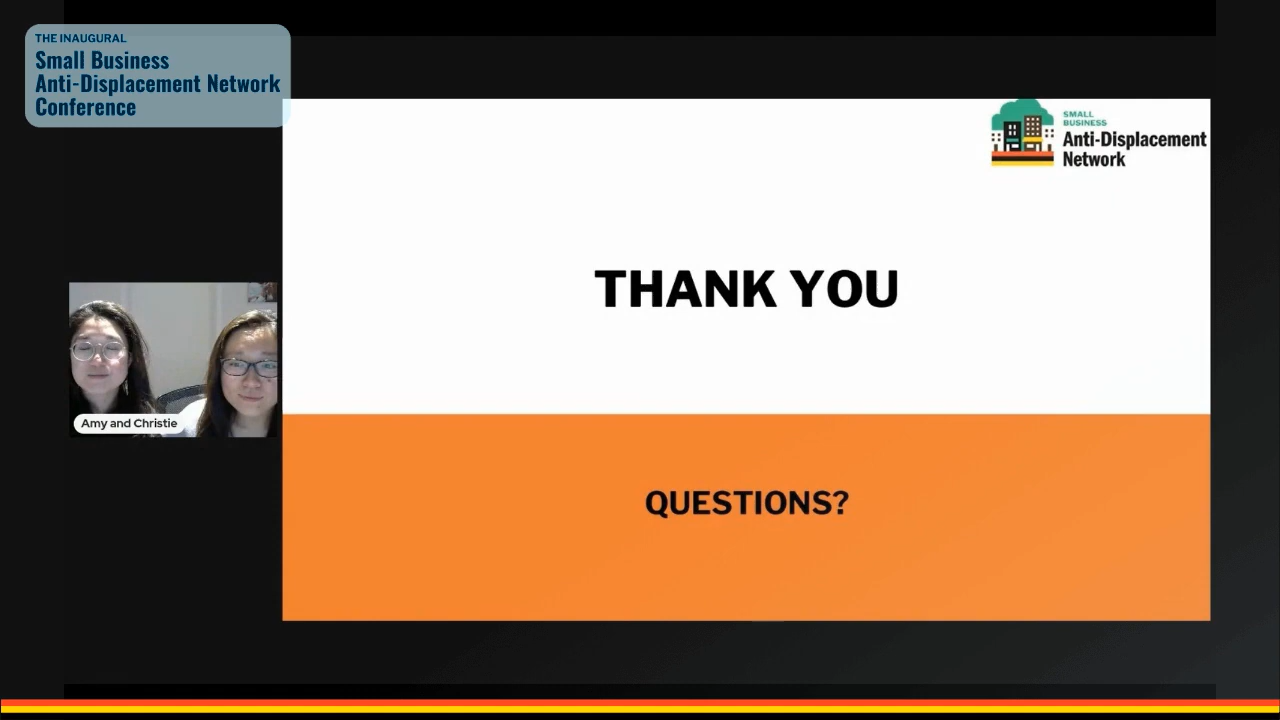 THE INAUGURAL
Small Business
Anti-Displacement Network
Conference
SMALL
BUSINESS
Anti-Displacement
Network
THANK YOU
Amy and Christie
QUESTIONS?